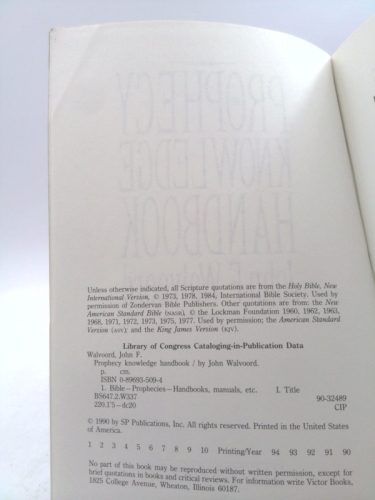 PROPHECY
KNOWLEDGE
HANDBOOK
Unless otherwise indicated, all Scripture quotations are from the Holy Bible, New
International Version, © 1973, 1978, 1984, International Bible Society. Used by
permission of Zondervan Bible Publishers. Other quotations are from: the New
American Standard Bible (NASB), © the Lockman Foundation 1960, 1962, 1963,
1968, 1971, 1972, 1973, 1975, 1977. Used by permission; the American Standard
Version (ASV); and the King James Version (KJV).
Library of Congress Cataloging-in-Publication Data
Walvoord, John F.
Prophecy knowledge handbook / by John Walvoord.
p. cm.
ISBN 0-89693-509-4
1. Bible—Prophecies—Handbooks, manuals, etc. I. Title
BS647.2.W337 90-32489
220.1'5—dc20 CIP
© 1990 by SP Publications, Inc. All rights reserved. Printed in the United States
of America.
1 2 3 4 5 6 7 8 9 10 Printing/Year 94 93 92 91 90
No part of this book may be reproduced without written permission, except for
brief quotations in books and critical reviews. For information write Victor Books,
1825 College Avenue, Wheaton, Illinois 60187.